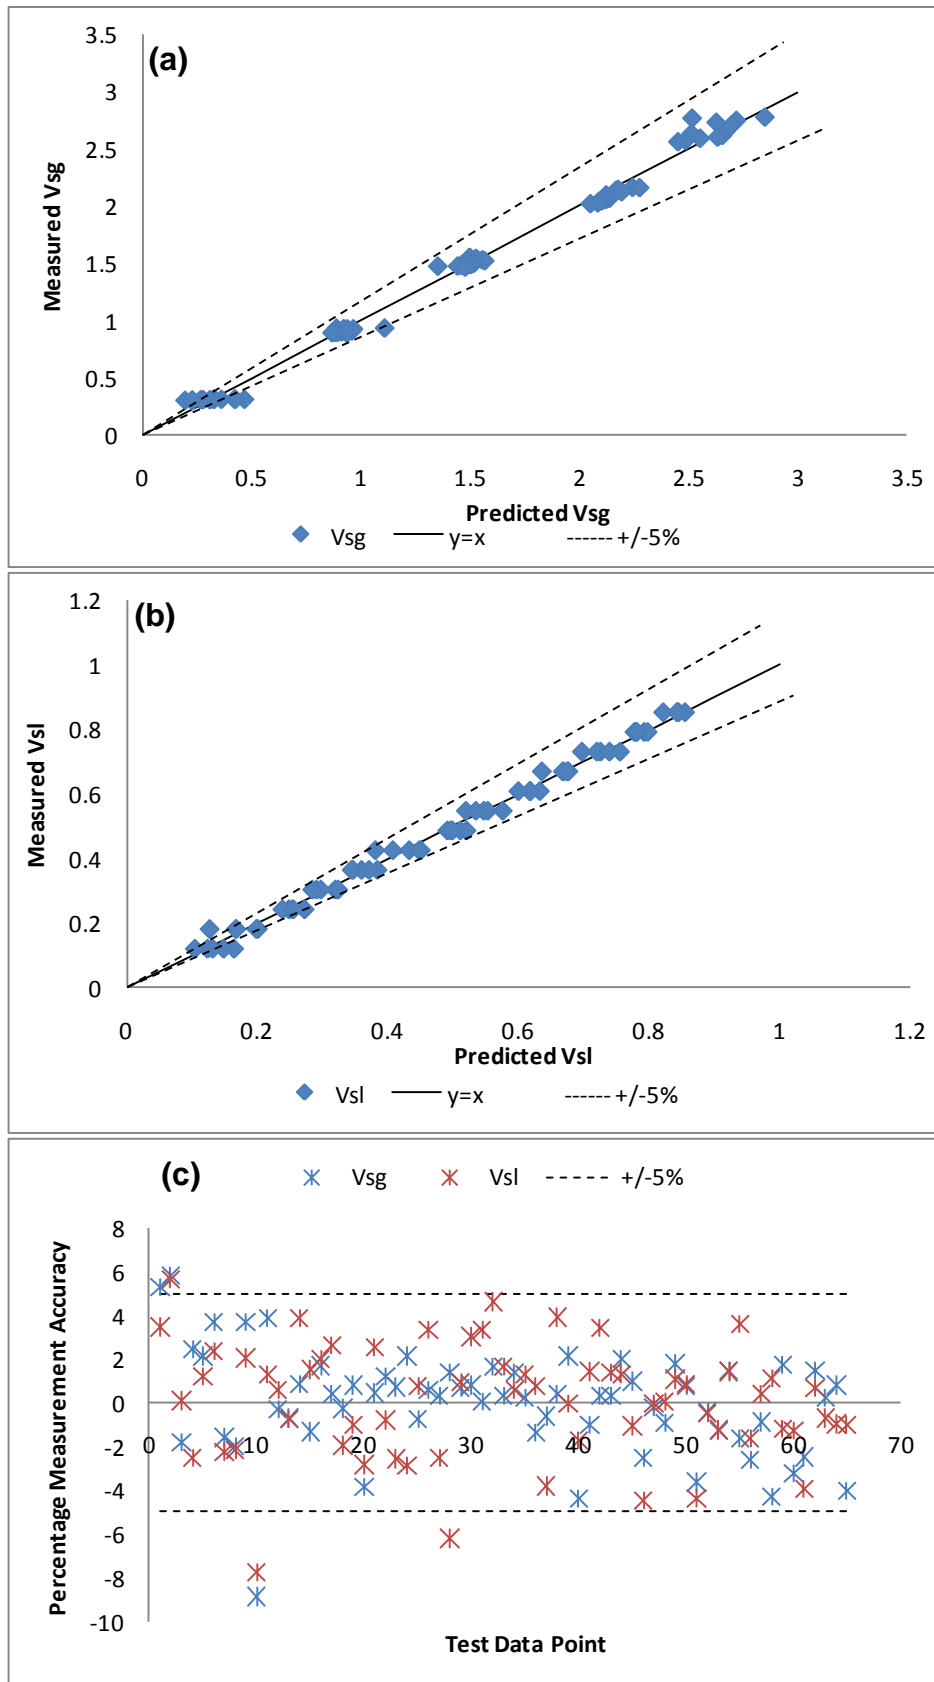 (a)
3.5
3
2.5
2
1.5
1
0.5
0
Measured Vsg
0 0.5 1 1.5 2 2.5 3 3.5
Predicted Vsg
Vsg y=x +/-5%
(b)
1.2
1
0.8
0.6
0.4
0.2
0
Measured Vsl
0 0.2 0.4 0.6 0.8 1 1.2
Predicted Vsl
Vsl y=x +/-5%
(c) Vsg Vsl +/-5%
8
6
4
2
0
-2
-4
-6
-8
-10
Percentage Measurement Accuracy
0 10 20 30 40 50 60 70
Test Data Point